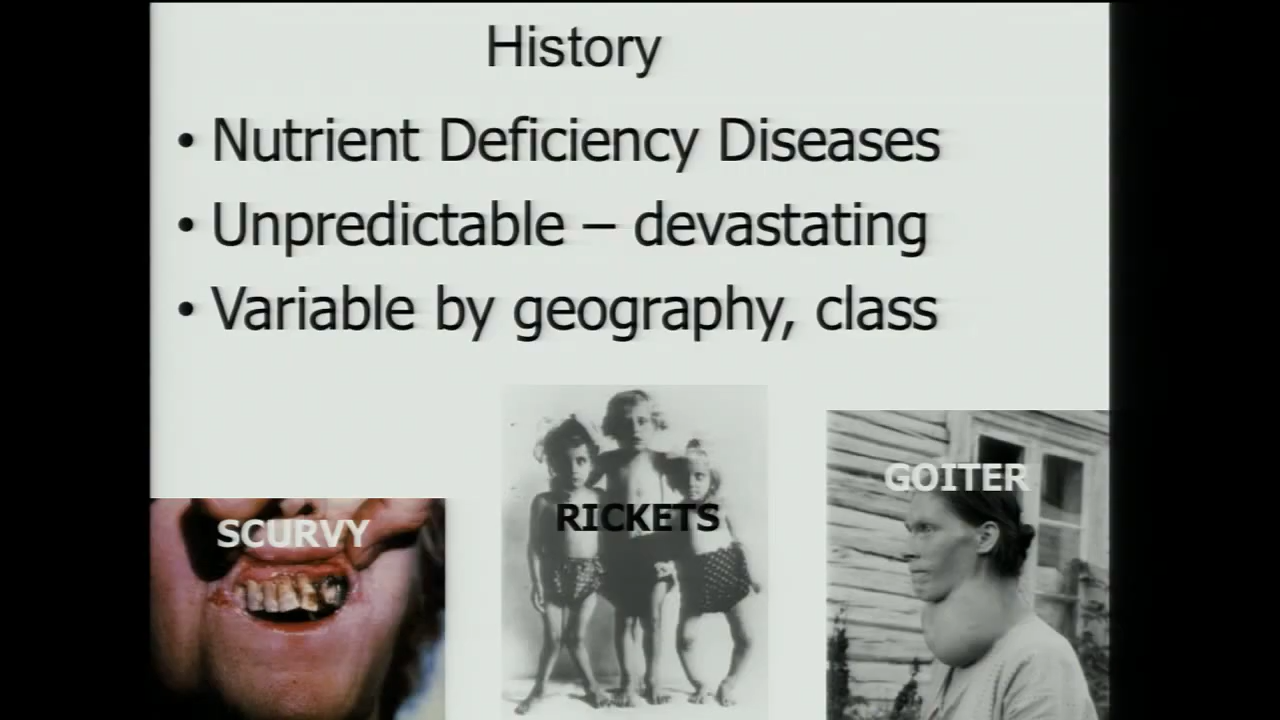 History
• Nutrient Deficiency Diseases
• Unpredictable – devastating
• Variable by geography, class
SCURVY
RICKETS
GOITER